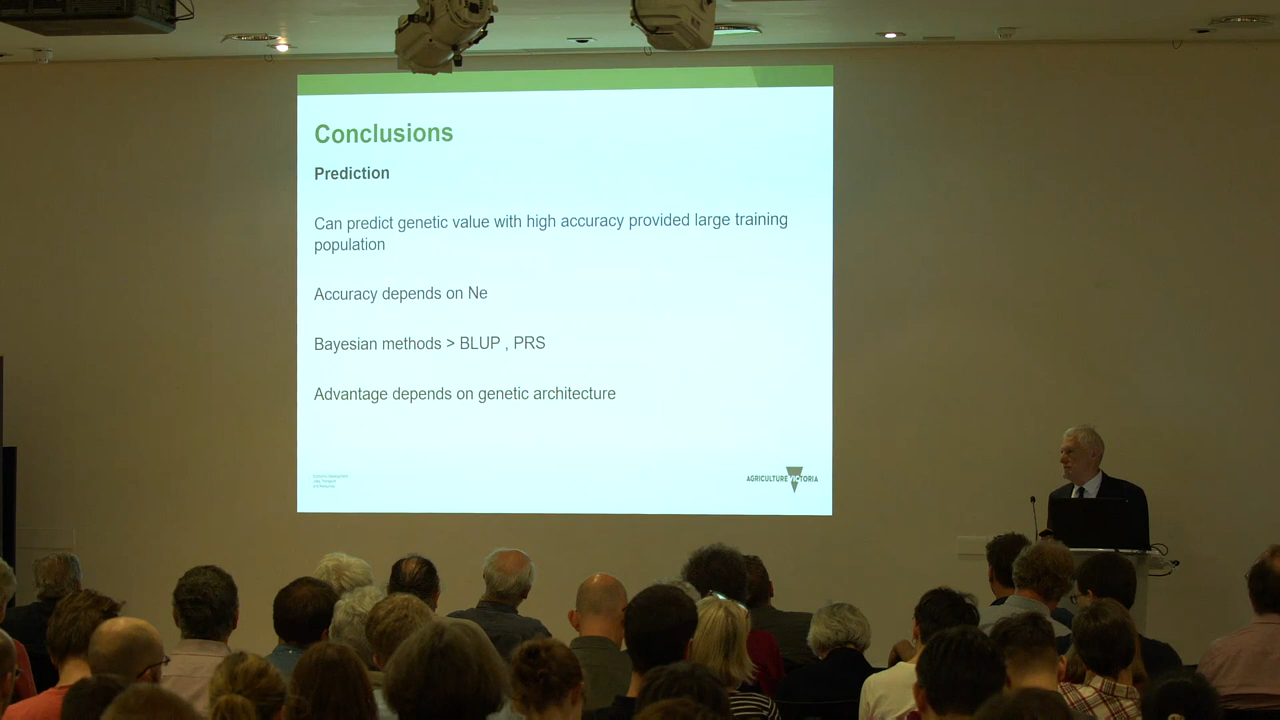 Conclusions
Prediction
Can predict genetic value with high accuracy provided large training
population
Accuracy depends on Ne
Bayesian methods > BLUP , PRS
Advantage depends on genetic architecture
AGRICULTURE VICTORIA